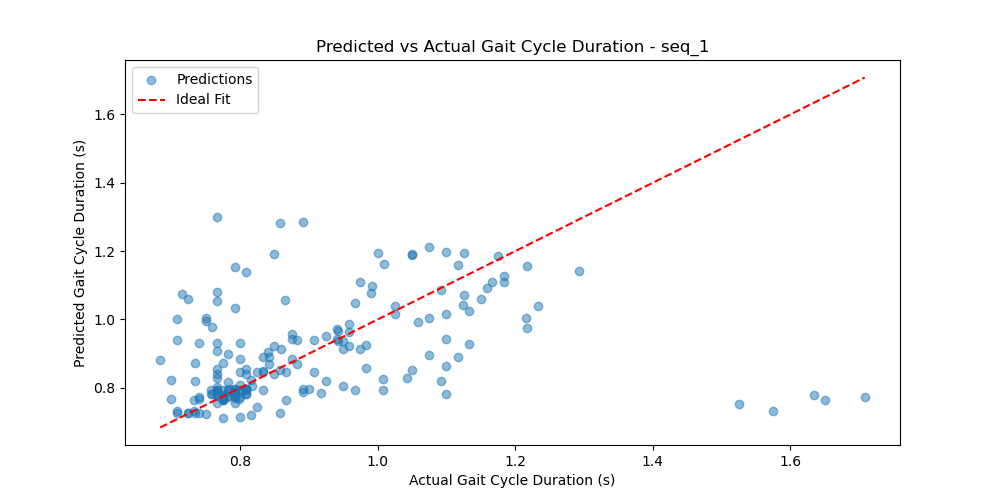 Predicted vs Actual Gait Cycle Duration - seq_1
Predictions
Ideal Fit
Predicted Gait Cycle Duration (s)
1.6
1.4
1.2
1.0
0.8
0.8 1.0 1.2 1.4 1.6
Actual Gait Cycle Duration (s)